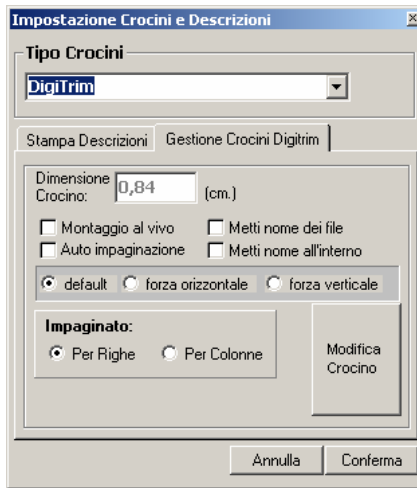 Impostazione Crocini e Descrizioni
Tipo Crocini
DigiTrim
Stampa Descrizioni Gestione Crocini Digitrim
Dimensione
Crocino: 0,84 (cm.)
Montaggio al vivo Metti nome dei file
Auto impaginazione Metti nome all'interno
default forza orizzontale forza verticale
Impaginato:
Per Righe Per Colonne
Modifica
Crocino
Annulla Conferma